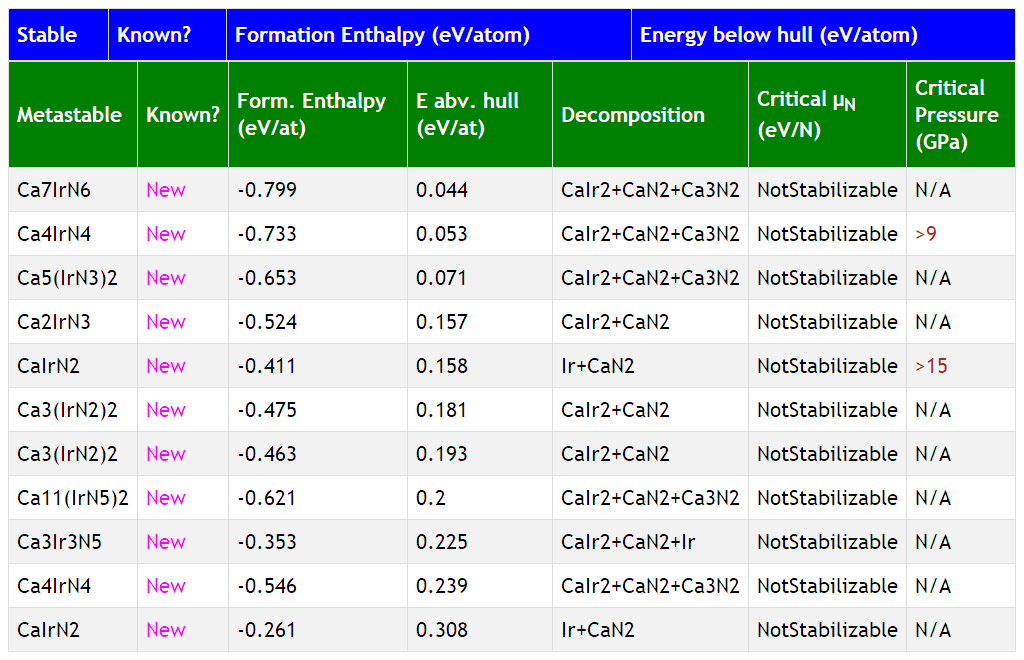 Stable Known? Formation Enthalpy (eV/atom) Energy below hull (eV/atom)
Metastable Known? Form. Enthalpy (eV/at) E abv. hull (eV/at) Decomposition Critical μN (eV/N) Critical Pressure (GPa)
Ca7IrN6 New -0.799 0.044 CaIr2+CaN2+Ca3N2 NotStabilizable N/A
Ca4IrN4 New -0.733 0.053 CaIr2+CaN2+Ca3N2 NotStabilizable >9
Ca5(IrN3)2 New -0.653 0.071 CaIr2+CaN2+Ca3N2 NotStabilizable N/A
Ca2IrN3 New -0.524 0.157 CaIr2+CaN2 NotStabilizable N/A
CaIrN2 New -0.411 0.158 Ir+CaN2 NotStabilizable >15
Ca3(IrN2)2 New -0.475 0.181 CaIr2+CaN2 NotStabilizable N/A
Ca3(IrN2)2 New -0.463 0.193 CaIr2+CaN2 NotStabilizable N/A
Ca11(IrN5)2 New -0.621 0.2 CaIr2+CaN2+Ca3N2 NotStabilizable N/A
Ca3Ir3N5 New -0.353 0.225 CaIr2+CaN2+Ir NotStabilizable N/A
Ca4IrN4 New -0.546 0.239 CaIr2+CaN2+Ca3N2 NotStabilizable N/A
CaIrN2 New -0.261 0.308 Ir+CaN2 NotStabilizable N/A